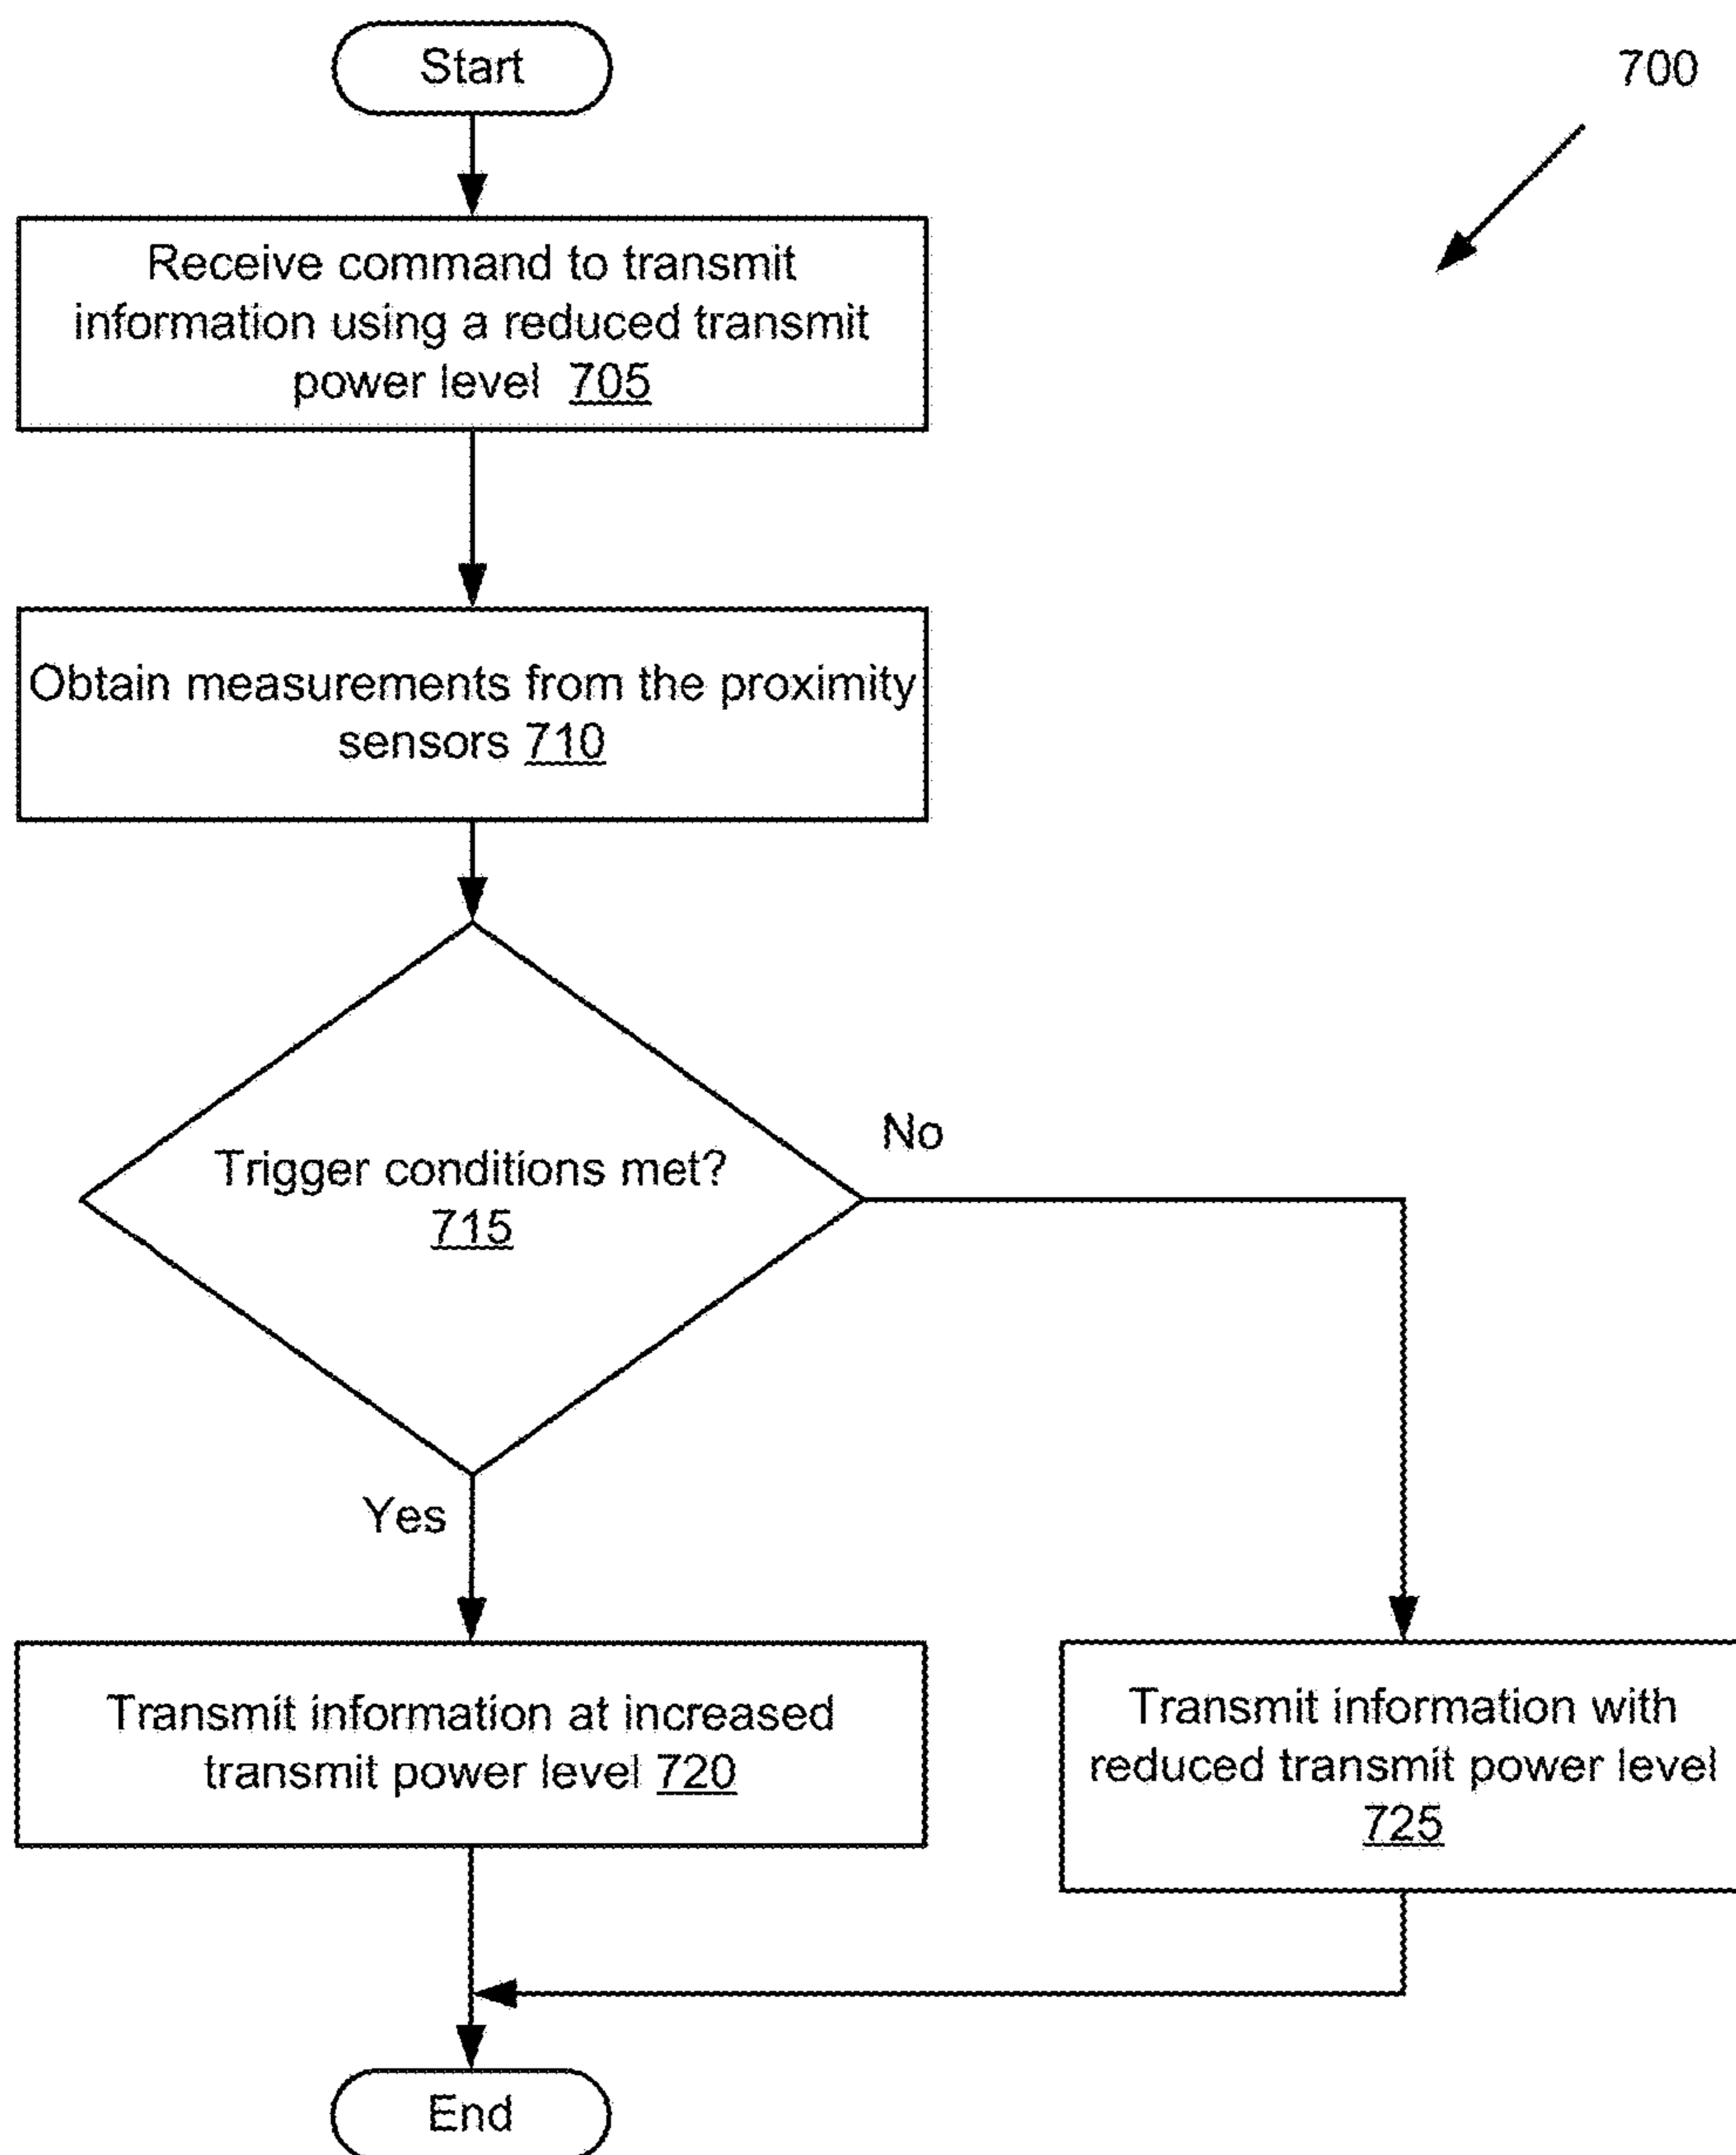 Start
700
Receive command to transmit
information using a reduced transmit
power level 705
Obtain measurements from the proximity
sensors 710
Trigger conditions met?
715
No
Yes
Transmit information at increased
transmit power level 720
Transmit information with
reduced transmit power level
725
End